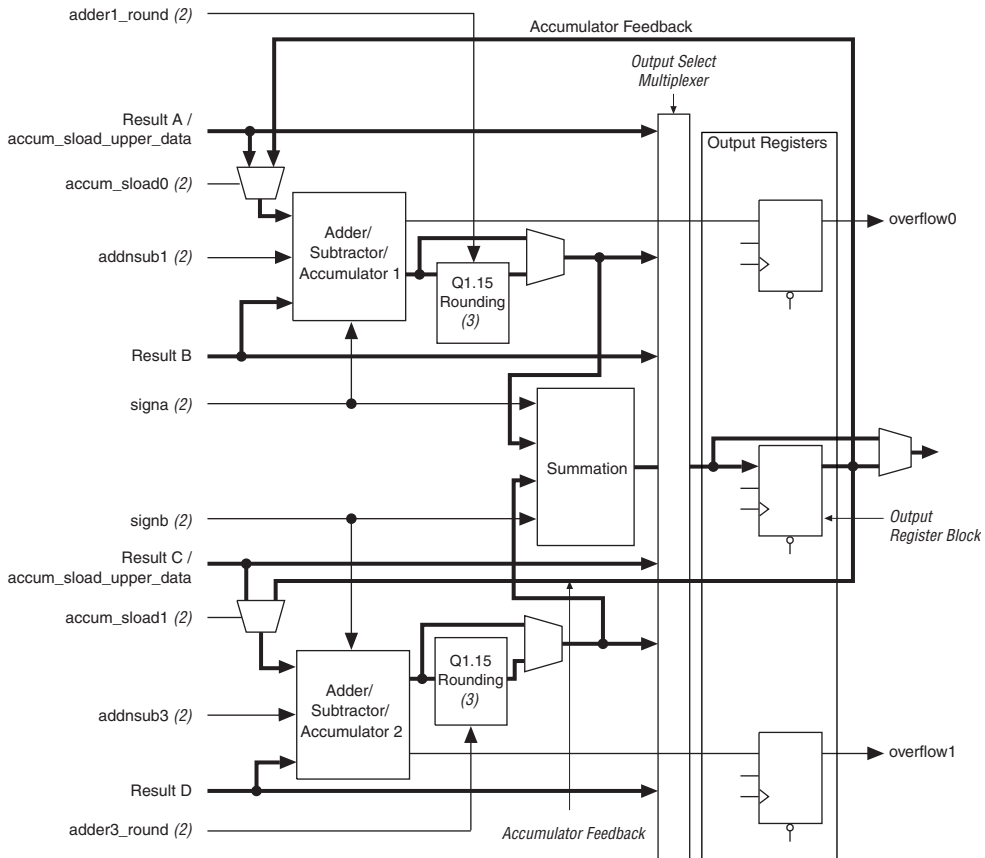 adder1_round (2)
Accumulator Feedback
Output Select
Multiplexer
Result A /
accum_sload_upper_data
Output Registers
accum_sload0 (2)
overflow0
Adder/
Subtractor/
Accumulator 1
addnsub1 (2)
Q1.15
Rounding
(3)
Result B
signa (2)
Summation
signb (2)
Output
Register Block
Result C /
accum_sload_upper_data
accum_sload1 (2)
Q1.15
Rounding
(3)
Adder/
Subtractor/
Accumulator 2
addnsub3 (2)
overflow1
Result D
adder3_round (2)
Accumulator Feedback